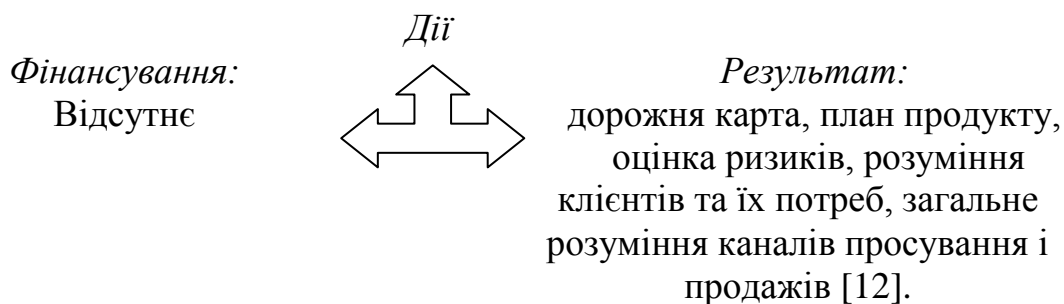 Дії
Фінансування:
Відсутнє
Результат:
дорожня карта, план продукту,
оцінка ризиків, розуміння
клієнтів та їх потреб, загальне
розуміння каналів просування і
продажів [12].